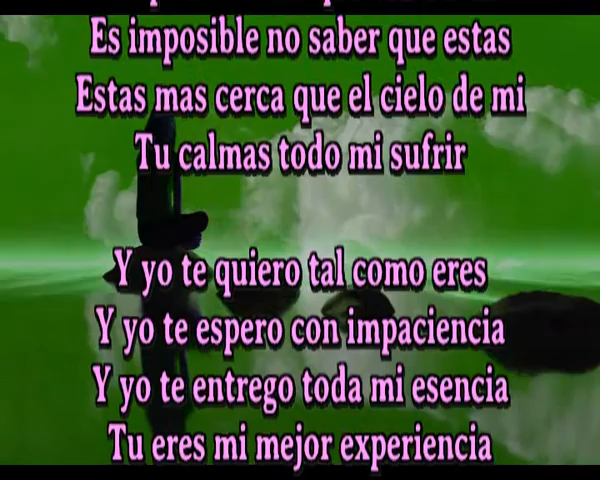 Es imposible no saber que estas
Estas mas cerca que el cielo de mi
Tu calmas todo mi sufrir
Y yo te quiero tal como eres
Y yo te espero con impaciencia
Y yo te entrego toda mi esencia
Tu eres mi mejor experiencia